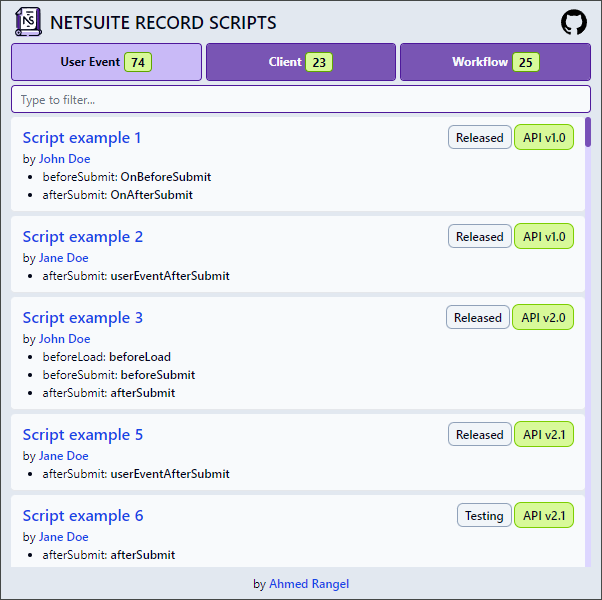 NS
NETSUITE RECORD SCRIPTS
User Event 74
Client 23
Workflow 25
Type to filter...
Script example 1
Released
API v1.0
by John Doe
beforeSubmit: OnBeforeSubmit
afterSubmit: OnAfterSubmit
Script example 2
Released
API v1.0
by Jane Doe
afterSubmit: userEventAfterSubmit
Script example 3
Released
API v2.0
by John Doe
beforeLoad: beforeLoad
beforeSubmit: beforeSubmit
afterSubmit: afterSubmit
Script example 5
Released
API v2.1
by Jane Doe
afterSubmit: userEventAfterSubmit
Script example 6
Testing
API v2.1
by Jane Doe
afterSubmit: afterSubmit
by Ahmed Rangel